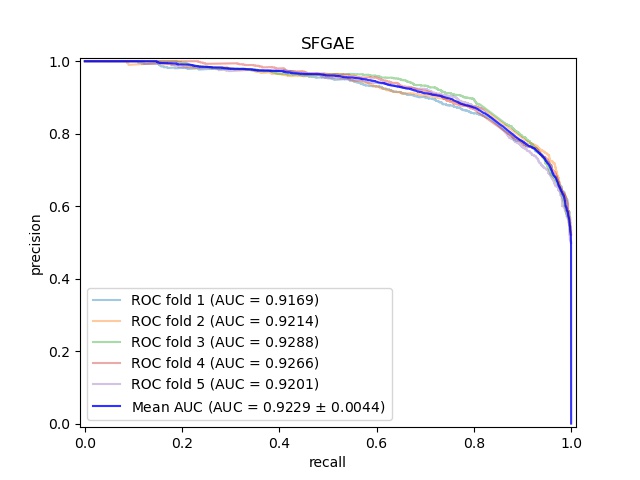 SFGAE
1.0
0.8
0.6
0.4
0.2
0.0
precision
ROC fold 1 (AUC = 0.9169)
ROC fold 2 (AUC = 0.9214)
ROC fold 3 (AUC = 0.9288)
ROC fold 4 (AUC = 0.9266)
ROC fold 5 (AUC = 0.9201)
Mean AUC (AUC = 0.9229 ± 0.0044)
0.0 0.2 0.4 0.6 0.8 1.0
recall